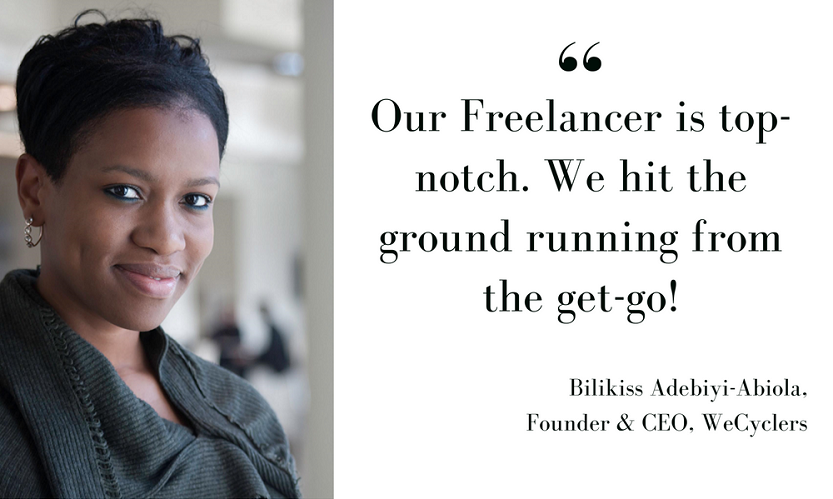 “
Our Freelancer is top-
notch. We hit the
ground running from
the get-go!
Bilikiss Adebiyi-Abiola,
Founder & CEO, WeCyclers